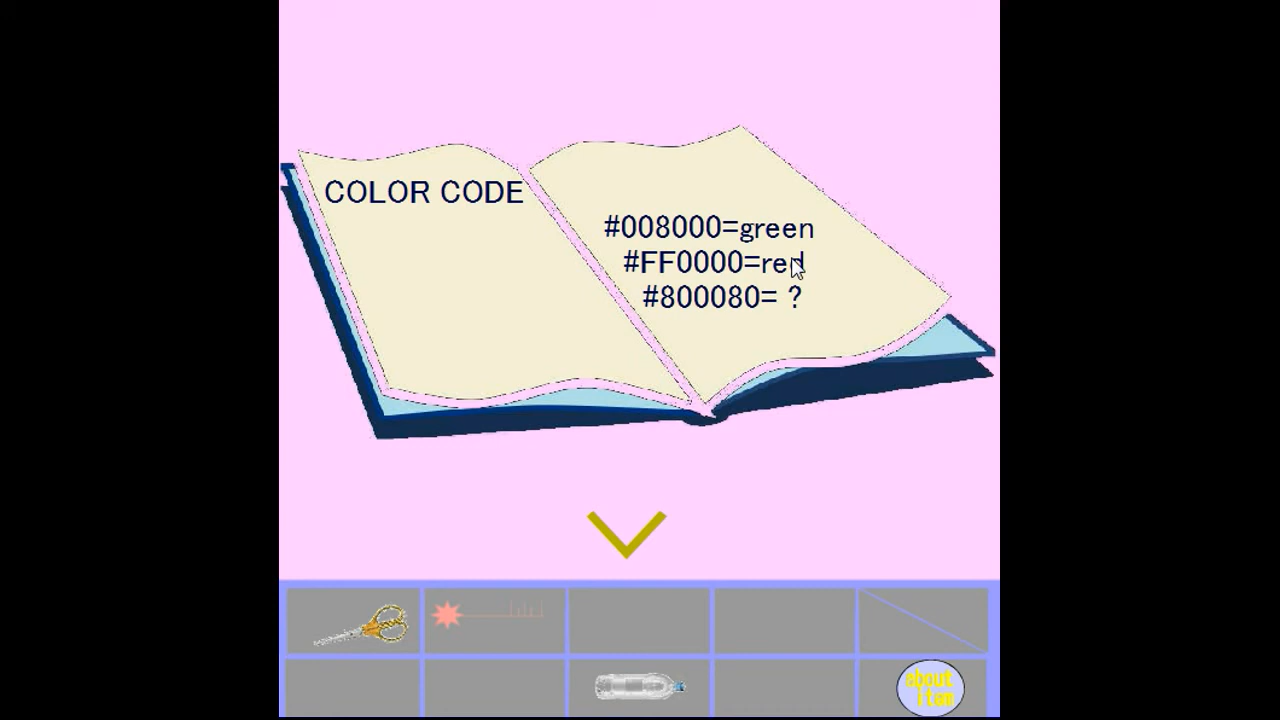 COLOR CODE
#008000=green
#FF0000=red
#800080= ?
about
item